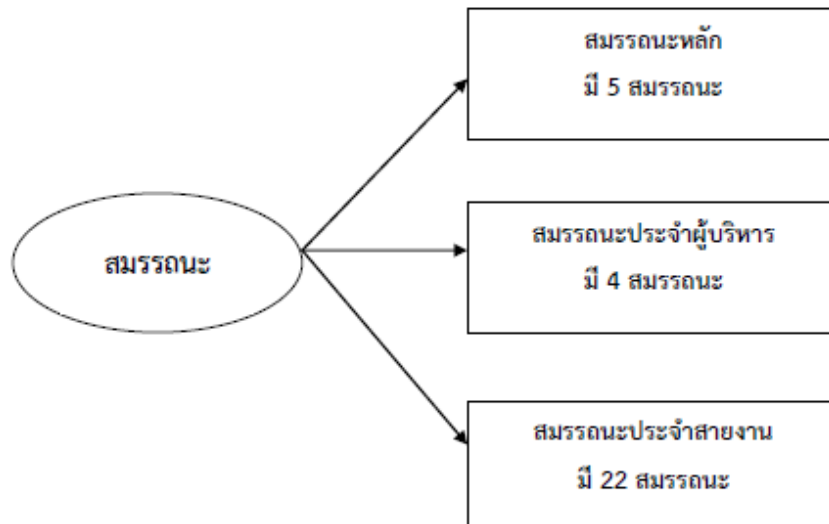 สมรรถนะ
สมรรถนะหลัก
มี 5 สมรรถนะ
สมรรถนะประจำผู้บริหาร
มี 4 สมรรถนะ
สมรรถนะประจำสายงาน
มี 22 สมรรถนะ